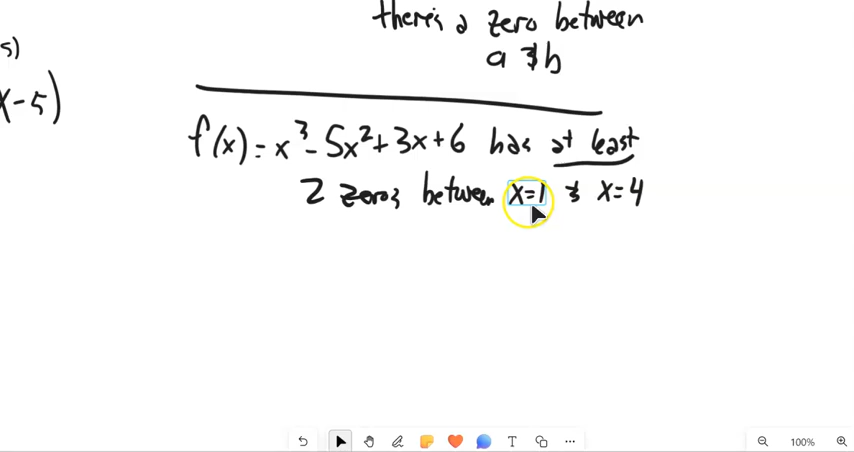 there's a zero between
a & b
5)
x-5)
f(x) = x³ - 5x² + 3x + 6 has at least
2 zeros between x=1 & x=4
100%